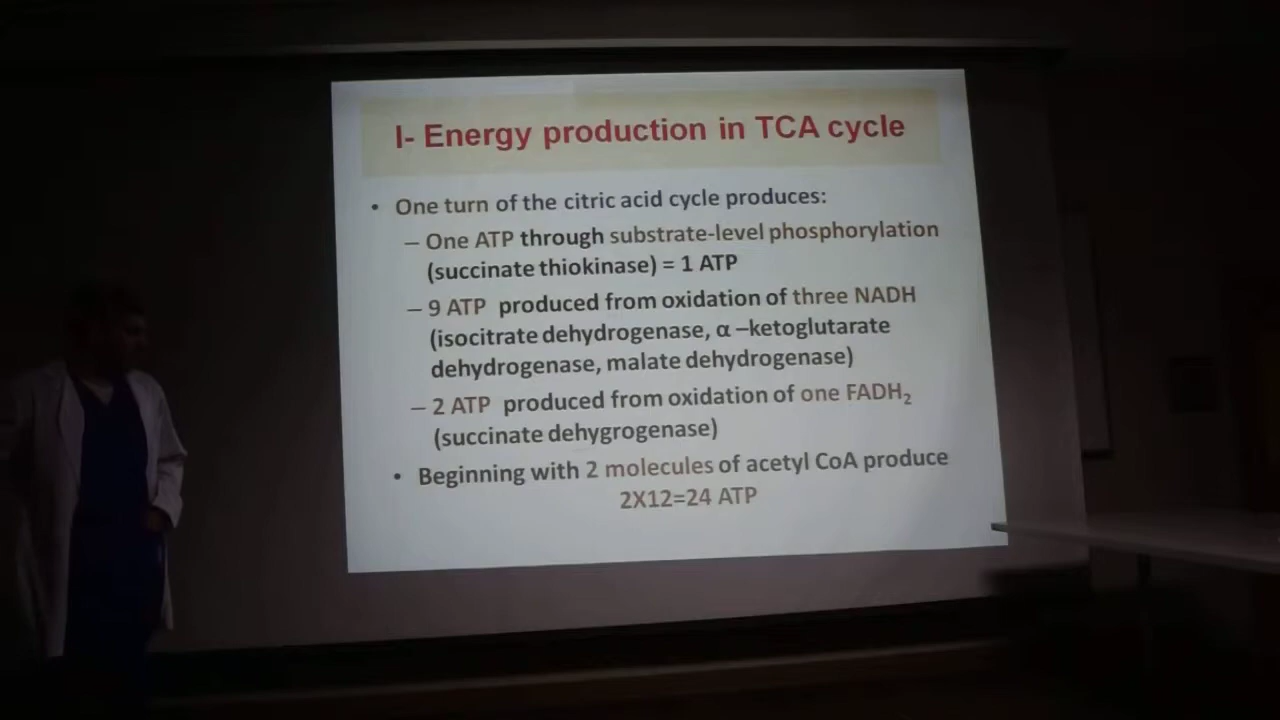 I- Energy production in TCA cycle
• One turn of the citric acid cycle produces:
– One ATP through substrate-level phosphorylation
(succinate thiokinase) = 1 ATP
– 9 ATP produced from oxidation of three NADH
(isocitrate dehydrogenase, α –ketoglutarate
dehydrogenase, malate dehydrogenase)
– 2 ATP produced from oxidation of one FADH₂
(succinate dehygrogenase)
• Beginning with 2 molecules of acetyl CoA produce
2X12=24 ATP